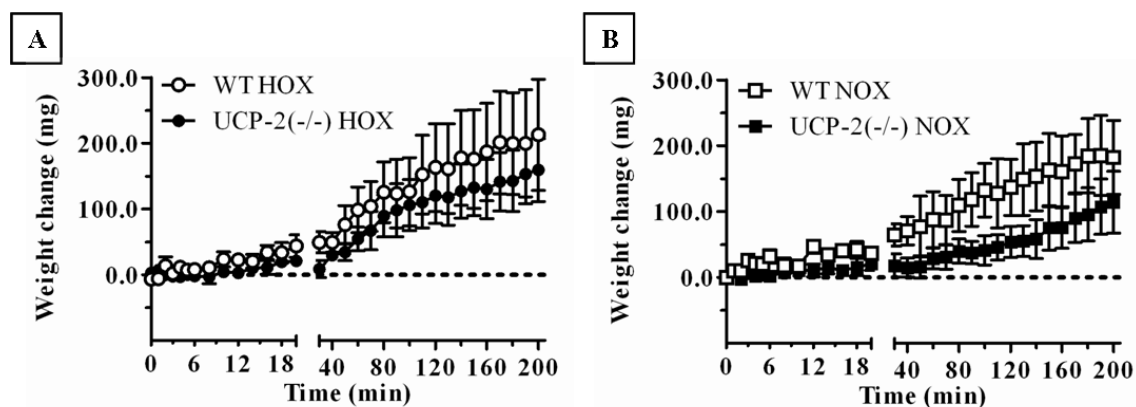 A
300.0
200.0
100.0
0.0
Weight change (mg)
WT HOX
UCP-2(-/-) HOX
0 6 12 18 40 80 120 160 200
Time (min)
B
300.0
200.0
100.0
0.0
Weight change (mg)
WT NOX
UCP-2(-/-) NOX
0 6 12 18 40 80 120 160 200
Time (min)